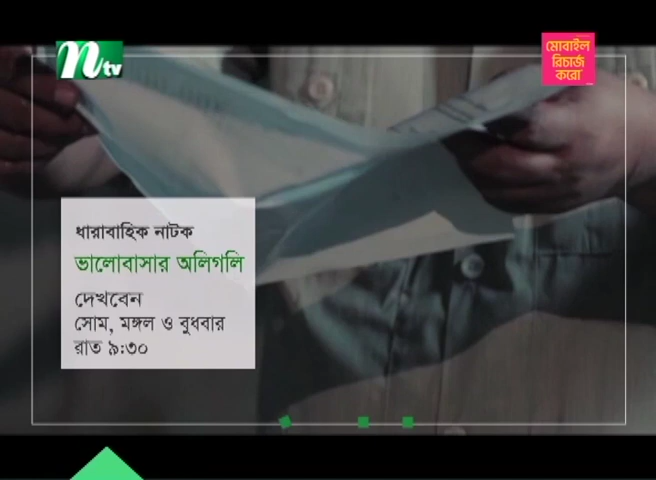 ntv
মোবাইল
রিচার্জ
করো
ধারাবাহিক নাটক
ভালোবাসার অলিগলি
দেখবেন
সোম, মঙ্গল ও বুধবার
রাত ৯:৩০